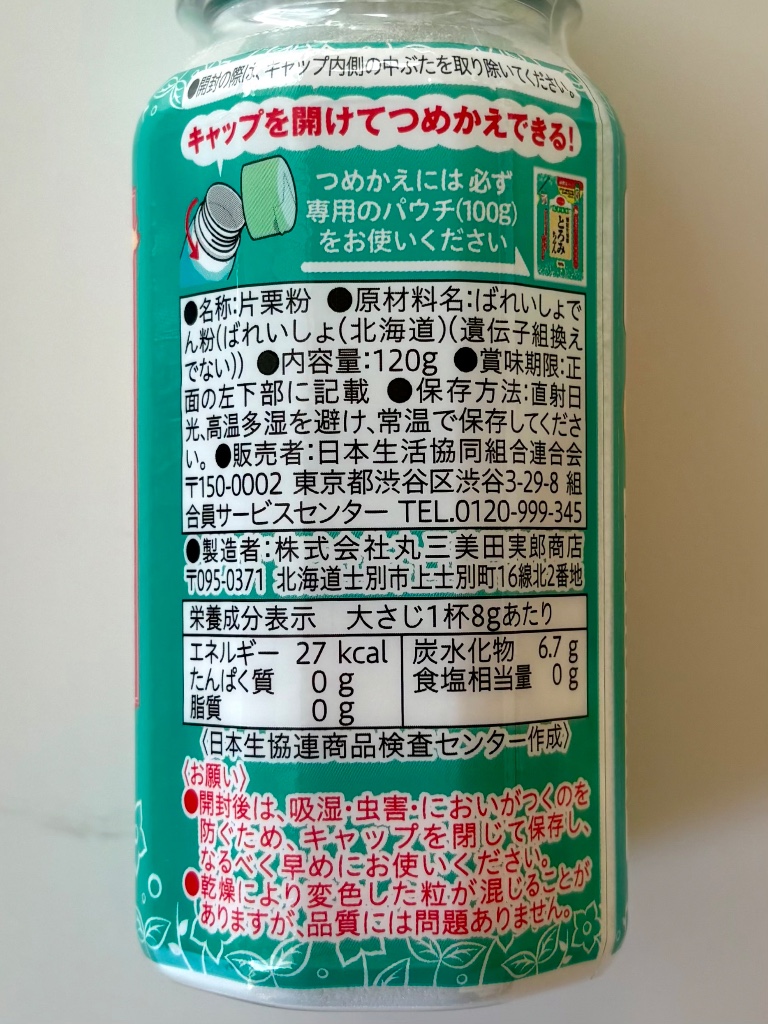 ●開封の際は、キャップ内側の中ぶたを取り除いてください。
キャップを開けてつめかえできる!
つめかえには必ず
専用のパウチ(100g)
をお使いください
とろみちゃん
●名称:片栗粉 ●原材料名:ばれいしょで
ん粉(ばれいしょ(北海道)(遺伝子組換え
でない)) ●内容量:120g ●賞味期限:正
面の左下部に記載 ●保存方法:直射日
光、高温多湿を避け、常温で保存してくださ
い。●販売者:日本生活協同組合連合会
〒150-0002 東京都渋谷区渋谷3-29-8 組
合員サービスセンター TEL.0120-999-345
●製造者:株式会社丸三美田実郎商店
〒095-0371 北海道士別市上士別町16線北2番地
栄養成分表示 大さじ1杯8gあたり
エネルギー 27 kcal 炭水化物 6.7 g
たんぱく質 0 g 食塩相当量 0 g
脂質 0 g
〈日本生協連商品検査センター作成〉
〈お願い〉
●開封後は、吸湿・虫害・においがつくのを
防ぐため、キャップを閉じて保存し、
なるべく早めにお使いください。
●乾燥により変色した粒が混じることが
ありますが、品質には問題ありません。